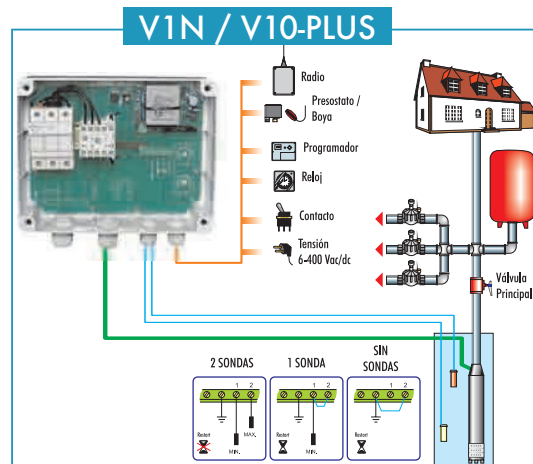 V1N / V10-PLUS
Radio
Presostato /
Boya
Programador
Reloj
Contacto
Tensión
6-400 Vac/dc
Válvula
Principal
2 SONDAS
1 SONDA
SIN
SONDAS
1 2
1 2
1 2
Restart
MIN.
MAX.
Restart
MIN.
Restart